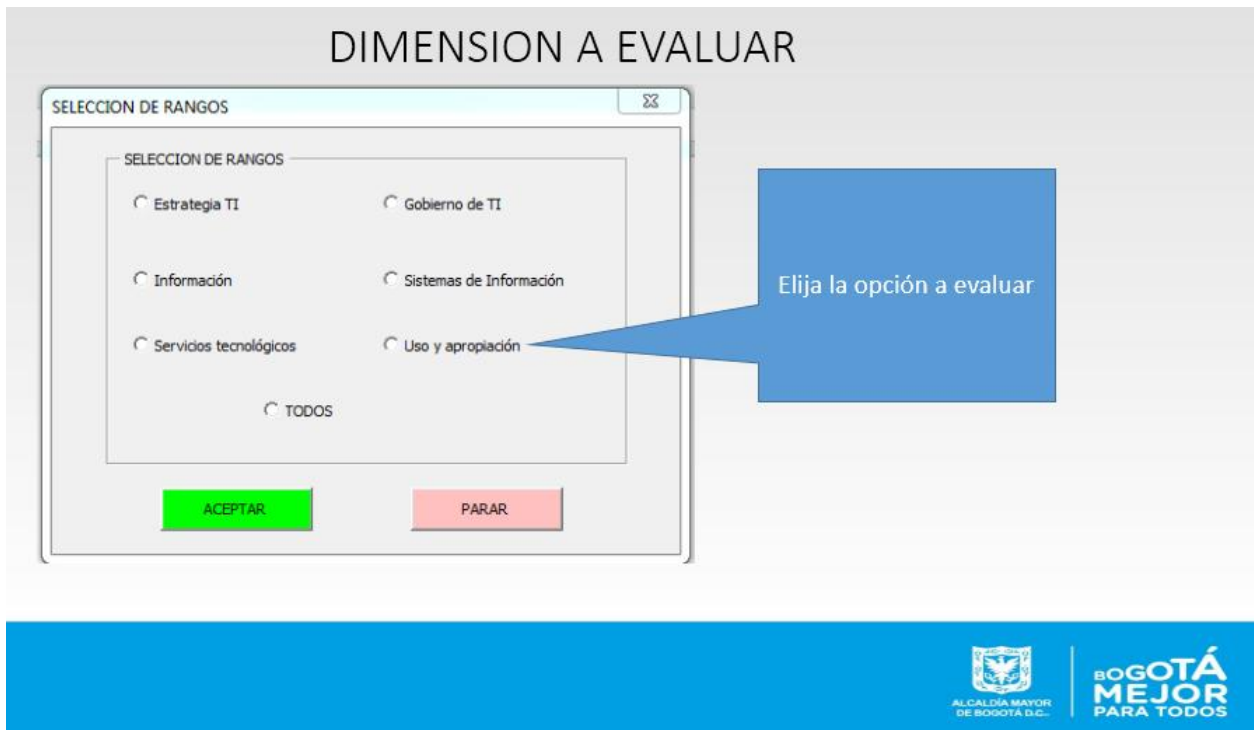 DIMENSION A EVALUAR
SELECCION DE RANGOS
SELECCION DE RANGOS
Estrategia TI
Gobierno de TI
Información
Sistemas de Información
Servicios tecnológicos
Uso y apropiación
TODOS
ACEPTAR
PARAR
Elija la opción a evaluar
ALCALDÍA MAYOR
DE BOGOTÁ D.C.
BOGOTÁ
MEJOR
PARA TODOS